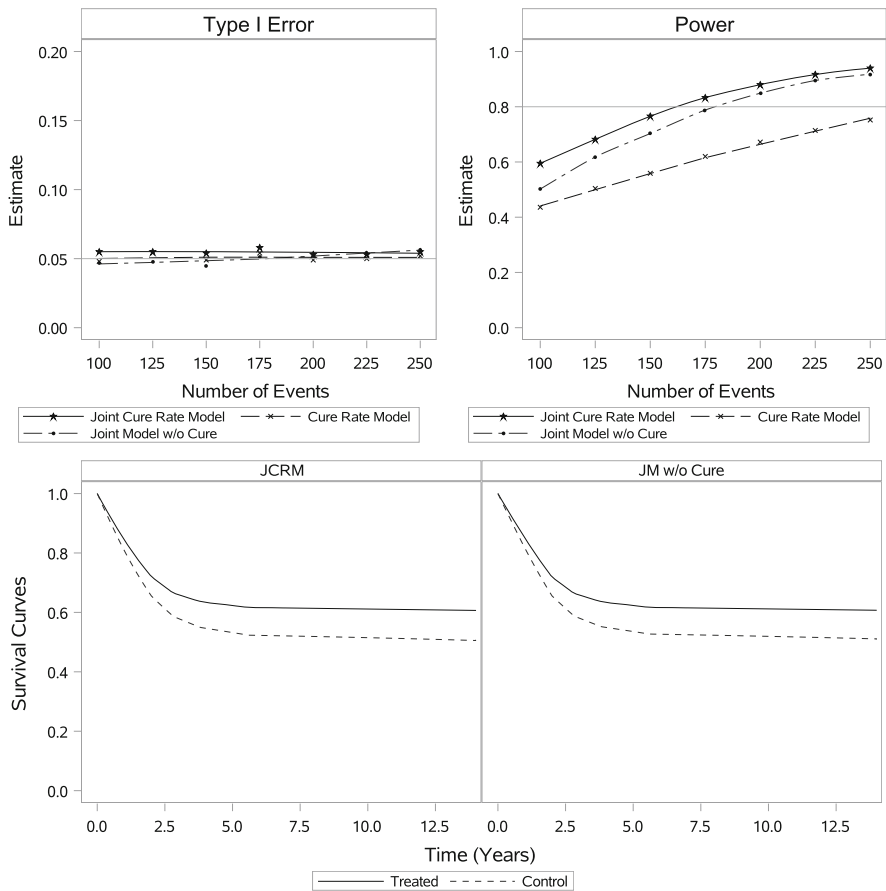 Type I Error
Power
0.20
0.15
0.10
0.05
0.00
Estimate
100 125 150 175 200 225 250
Number of Events
Joint Cure Rate Model Cure Rate Model
Joint Model w/o Cure
1.0
0.8
0.6
0.4
0.2
0.0
Estimate
100 125 150 175 200 225 250
Number of Events
Joint Cure Rate Model Cure Rate Model
Joint Model w/o Cure
JCRM
JM w/o Cure
1.0
0.8
0.6
0.4
0.2
0.0
Survival Curves
0.0 2.5 5.0 7.5 10.0 12.5
0.0 2.5 5.0 7.5 10.0 12.5
Time (Years)
Treated Control